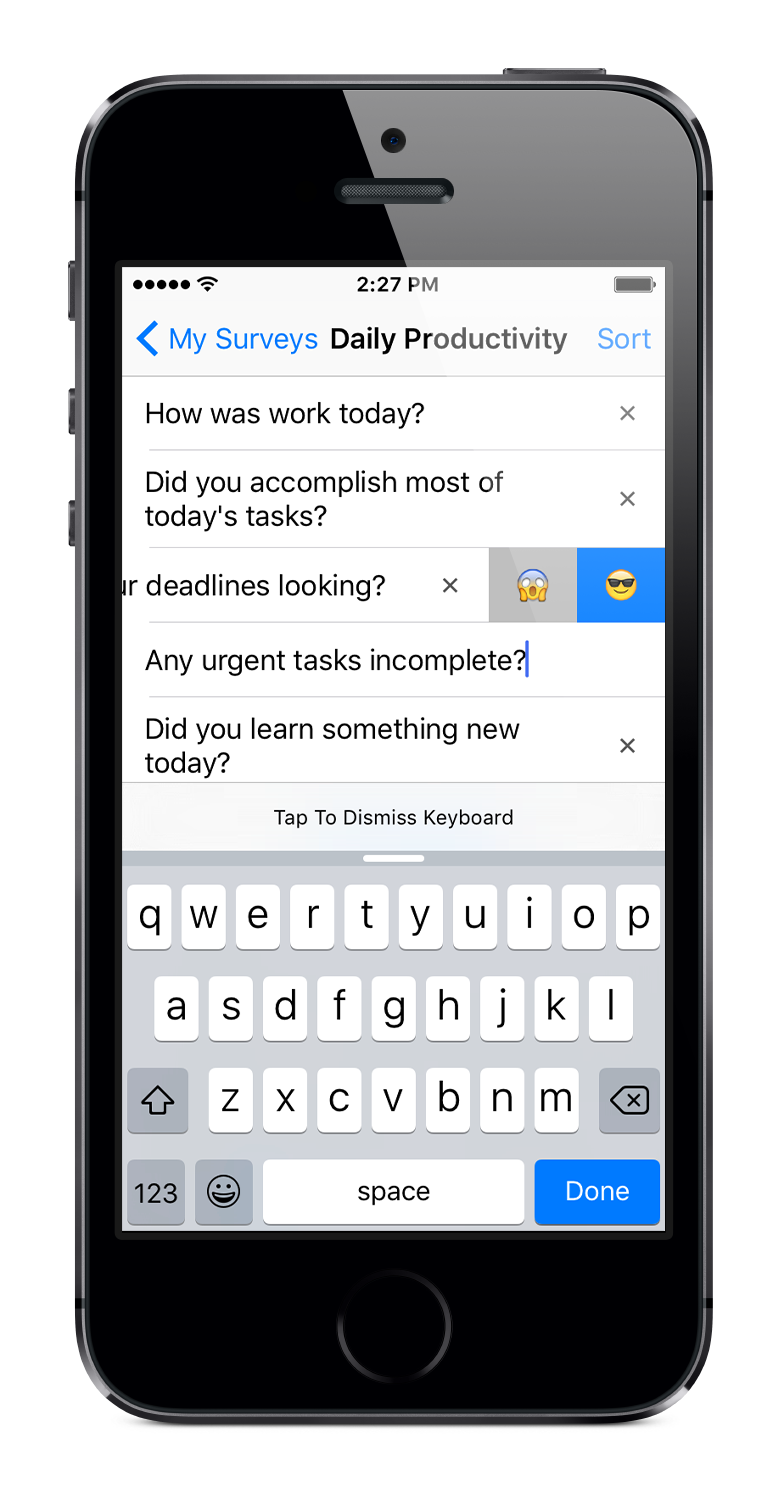 2:27 PM
My Surveys Daily Productivity Sort
How was work today?
Did you accomplish most of
today's tasks?
deadlines looking?
Any urgent tasks incomplete?
Did you learn something new
today?
Tap To Dismiss Keyboard
q w e r t y u i o p
a s d f g h j k l
z x c v b n m
123 space Done